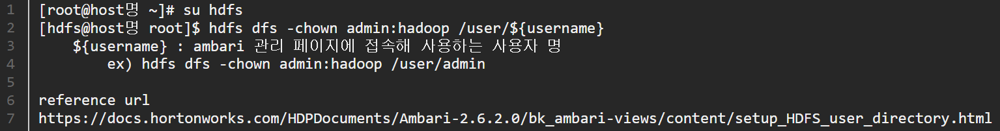 1 [root@host명 ~]# su hdfs
2 [hdfs@host명 root]$ hdfs dfs -chown admin:hadoop /user/${username}
3 ${username} : ambari 관리 페이지에 접속해 사용하는 사용자 명
4 ex) hdfs dfs -chown admin:hadoop /user/admin
5
6 reference url
7 https://docs.hortonworks.com/HDPDocuments/Ambari-2.6.2.0/bk_ambari-views/content/setup_HDFS_user_directory.html